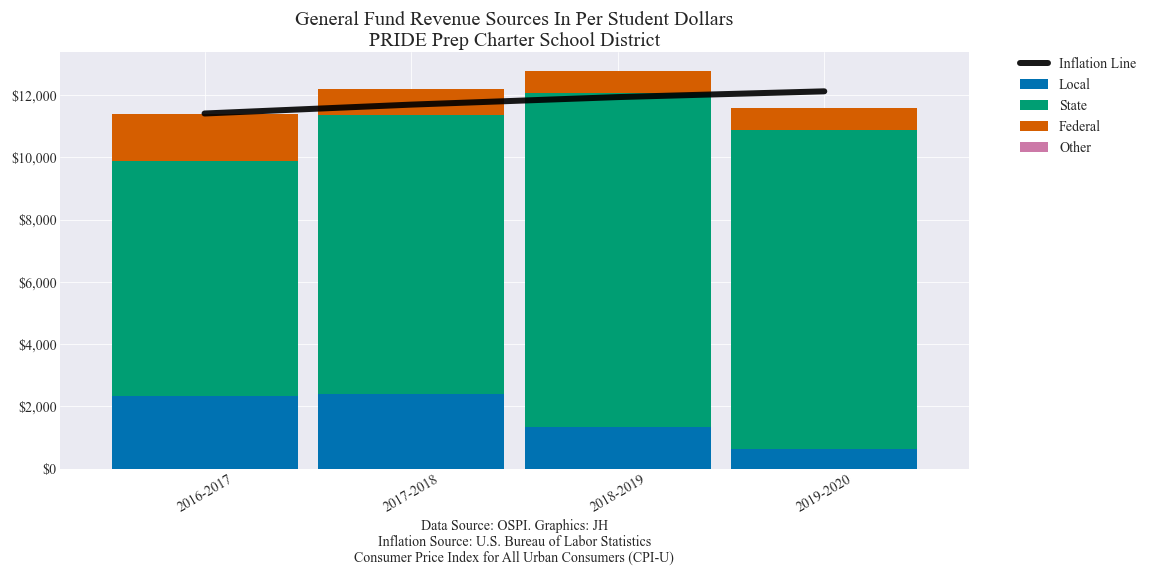 General Fund Revenue Sources In Per Student Dollars
PRIDE Prep Charter School District
Inflation Line
Local
State
Federal
Other
$12,000
$10,000
$8,000
$6,000
$4,000
$2,000
$0
2016-2017
2017-2018
2018-2019
2019-2020
Data Source: OSPI. Graphics: JH
Inflation Source: U.S. Bureau of Labor Statistics
Consumer Price Index for All Urban Consumers (CPI-U)